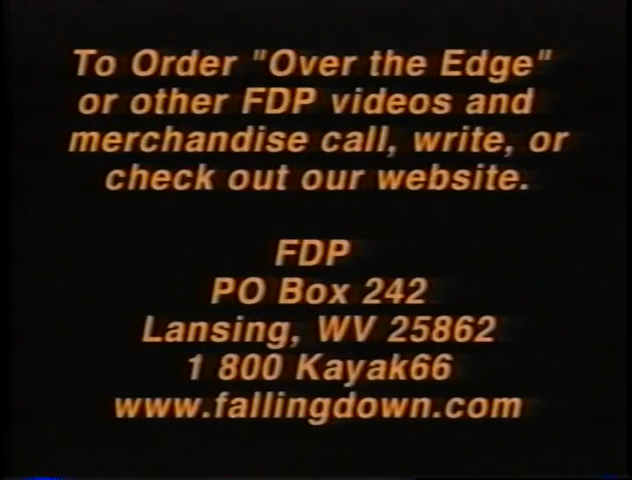 To Order "Over the Edge"
or other FDP videos and
merchandise call, write, or
check out our website.
FDP
PO Box 242
Lansing, WV 25862
1 800 Kayak66
www.fallingdown.com